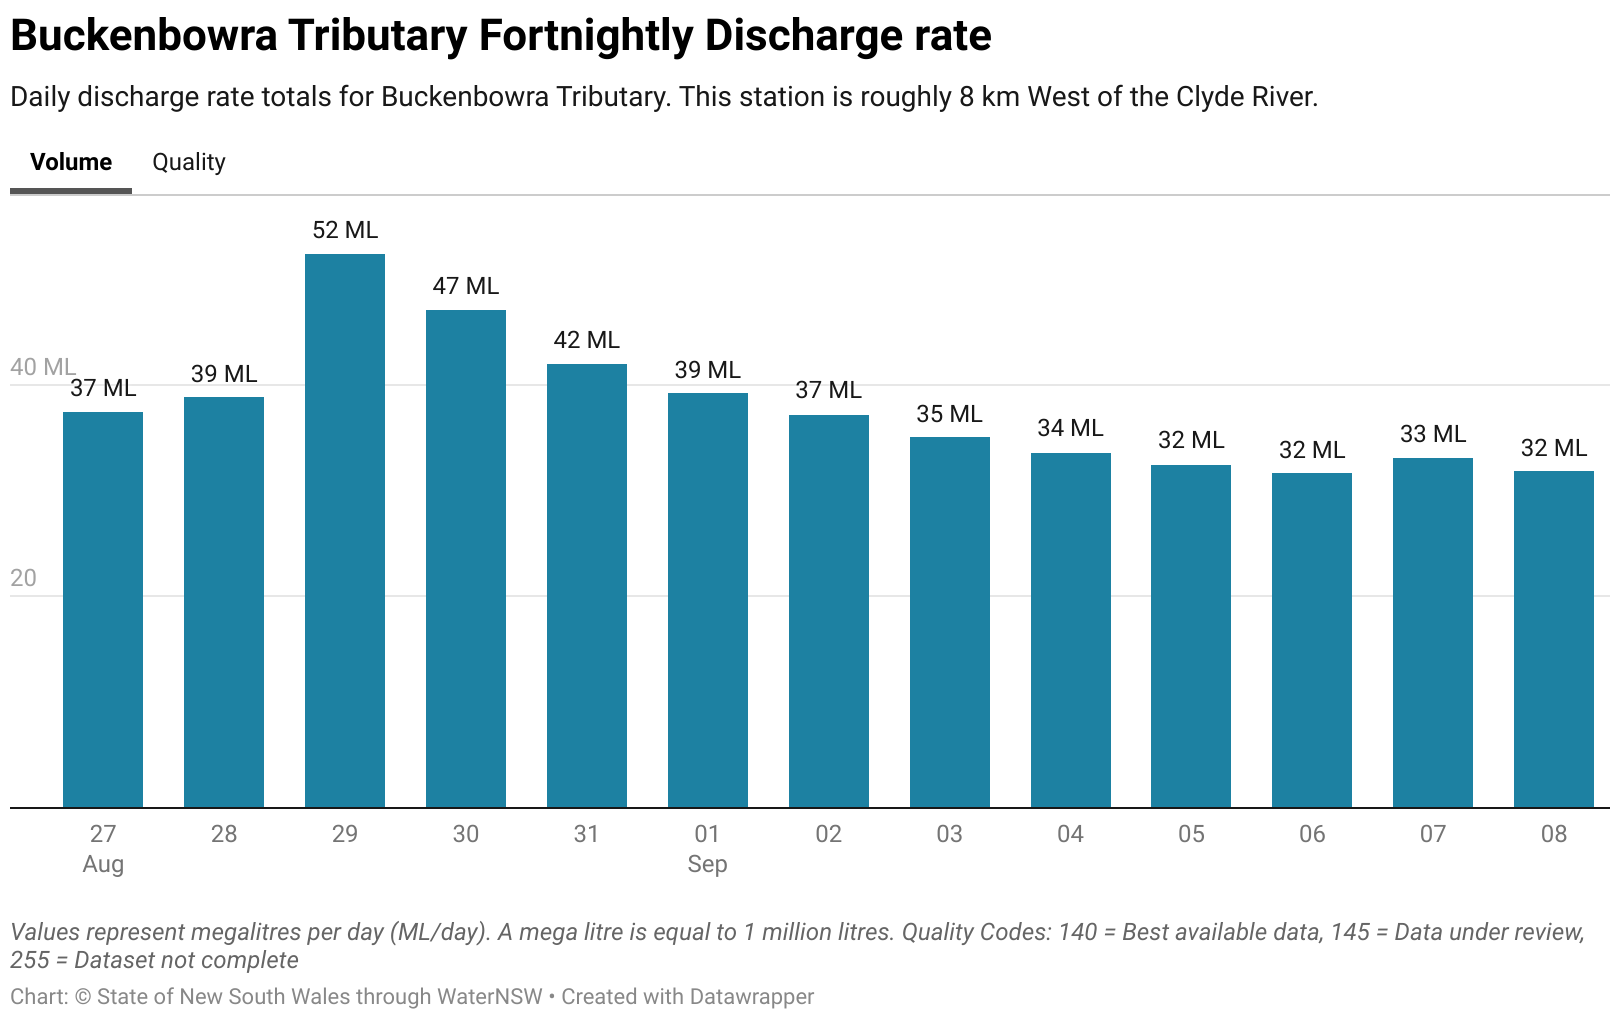 Buckenbowra Tributary Fortnightly Discharge rate
Daily discharge rate totals for Buckenbowra Tributary. This station is roughly 8 km West of the Clyde River.
Volume Quality
52 ML
47 ML
42 ML
40 ML
37 ML
39 ML
39 ML
37 ML
35 ML
34 ML
32 ML
32 ML
33 ML
32 ML
20
27 28 29 30 31 01 02 03 04 05 06 07 08
Aug Sep
Values represent megalitres per day (ML/day). A mega litre is equal to 1 million litres. Quality Codes: 140 = Best available data, 145 = Data under review,
255 = Dataset not complete
Chart: © State of New South Wales through WaterNSW • Created with Datawrapper